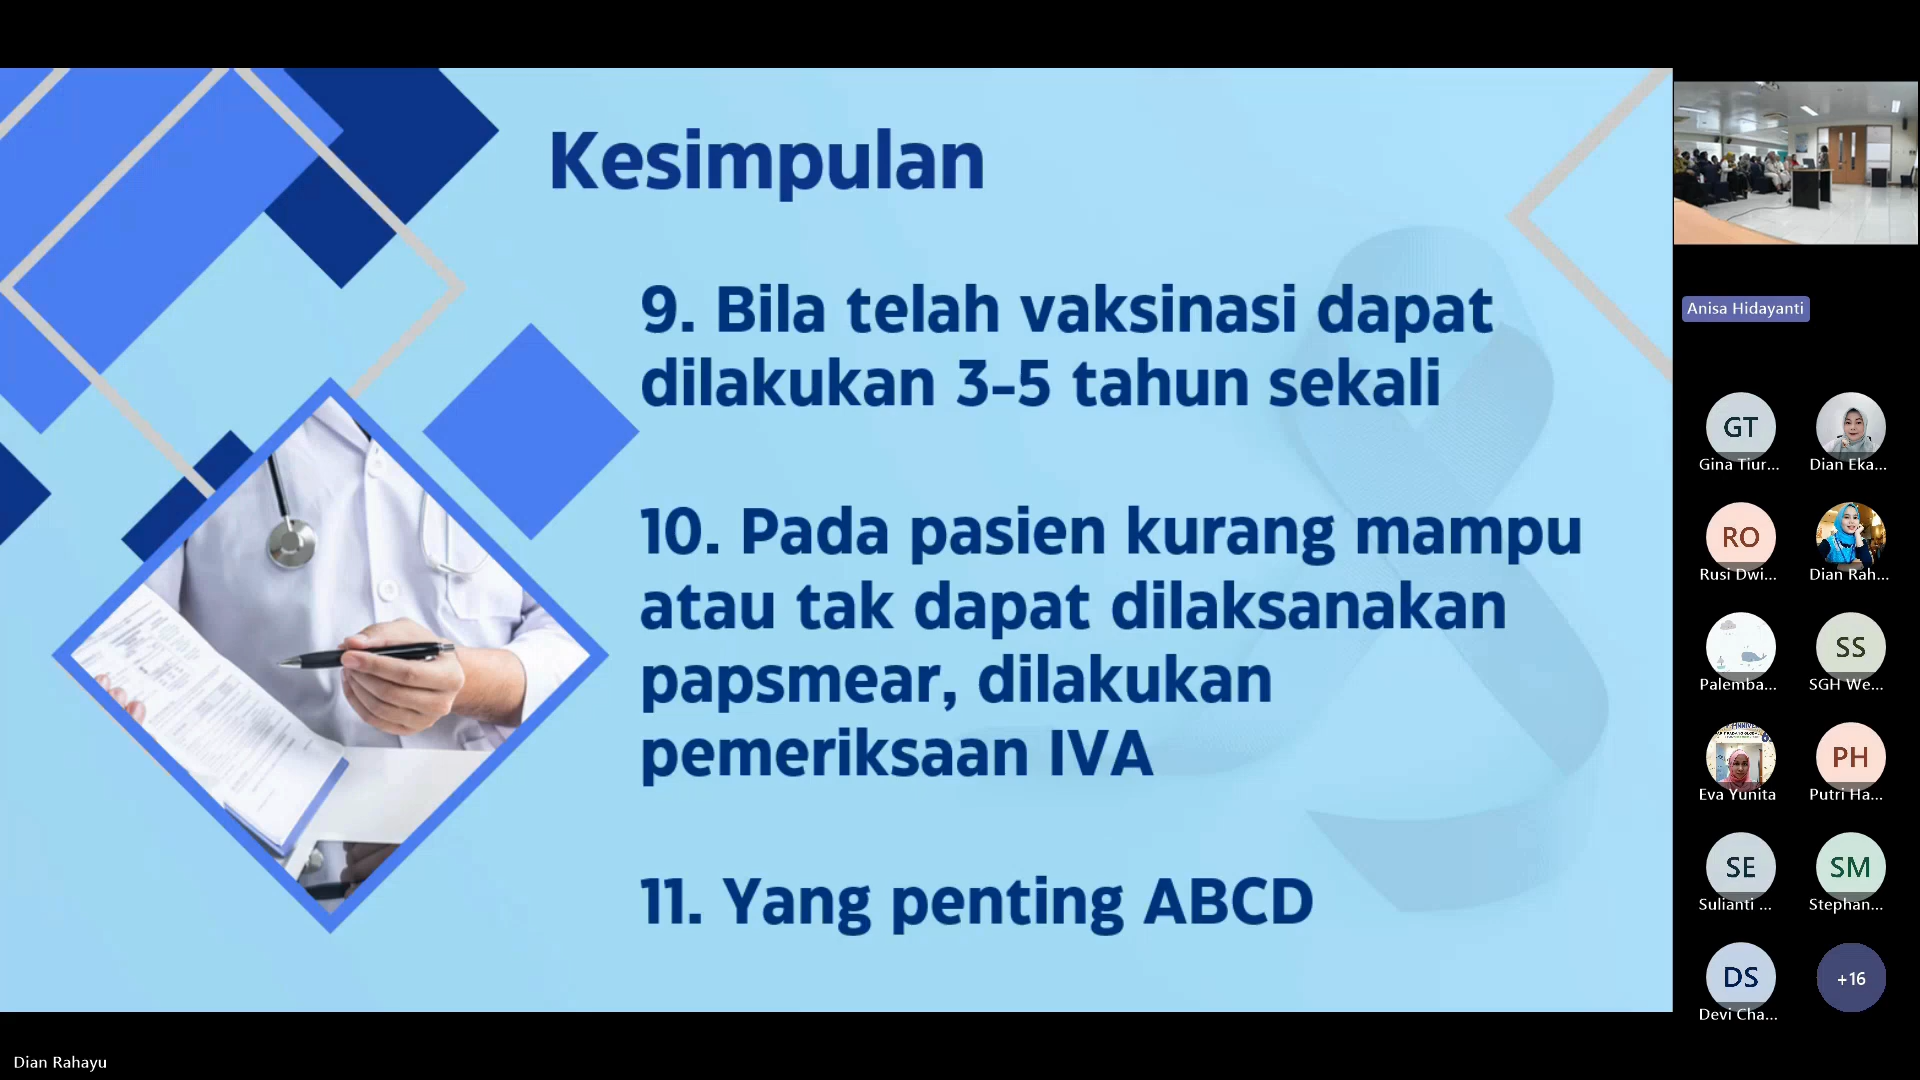 Kesimpulan
9. Bila telah vaksinasi dapat
dilakukan 3-5 tahun sekali
10. Pada pasien kurang mampu
atau tak dapat dilaksanakan
papsmear, dilakukan
pemeriksaan IVA
11. Yang penting ABCD
Anisa Hidayanti
GT
Gina Tiur...
Dian Eka...
RO
Rusi Dwi...
Dian Rah...
Palemba...
SS
SGH We...
Eva Yunita
PH
Putri Ha...
SE
Sulianti ...
SM
Stephan...
DS
Devi Cha...
+16
Dian Rahayu